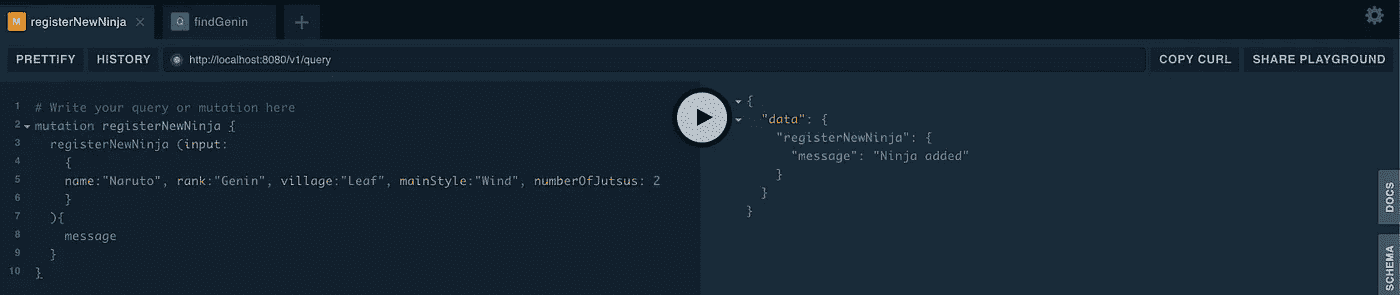 M registerNewNinja × Q findGenin +
PRETTIFY HISTORY http://localhost:8080/v1/query COPY CURL SHARE PLAYGROUND
1 # Write your query or mutation here
2 mutation registerNewNinja {
3 registerNewNinja (input:
4 {
5 name:"Naruto", rank:"Genin", village:"Leaf", mainStyle:"Wind", numberOfJutsus: 2
6 }
7 ){
8 message
9 }
10 }
{
"data": {
"registerNewNinja": {
"message": "Ninja added"
}
}
}
DOCS
SCHEMA